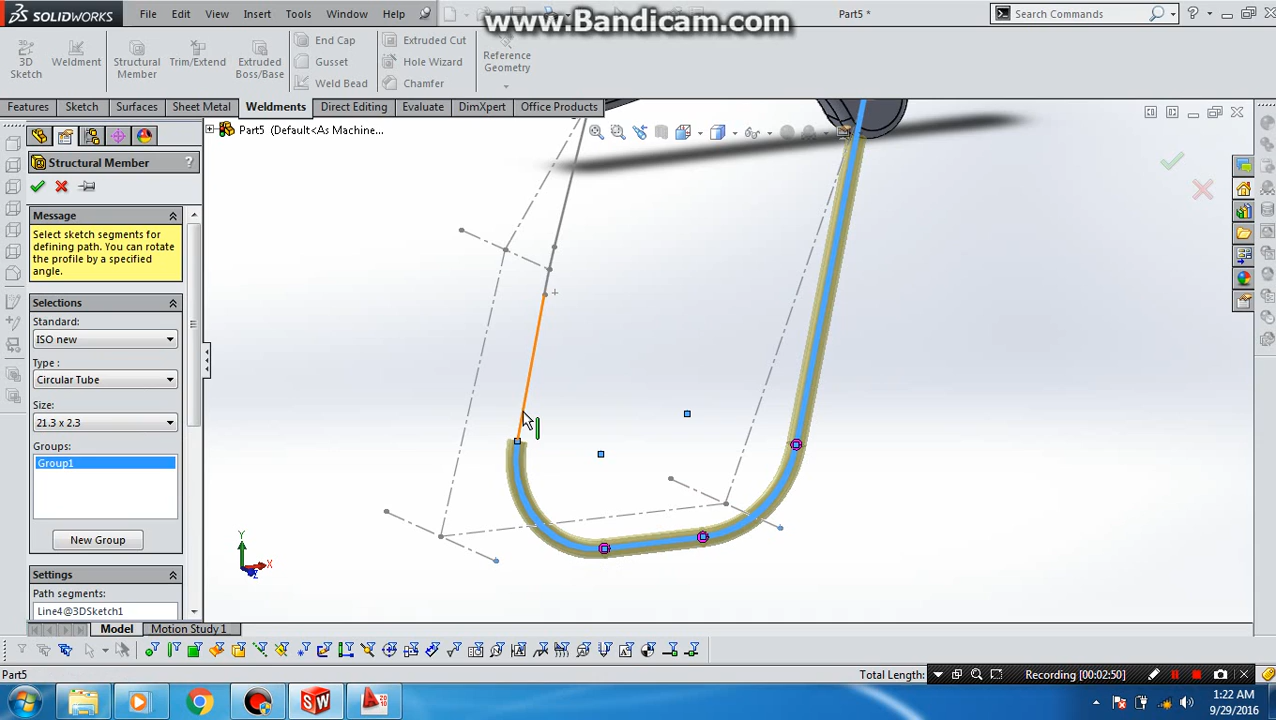 SOLIDWORKS
File Edit View Insert Tools Window Help
www.Bandicam.com
Part5 *
Search Commands
3D Sketch
Weldment
Structural Member
Trim/Extend
Extruded Boss/Base
End Cap
Gusset
Weld Bead
Extruded Cut
Hole Wizard
Chamfer
Reference Geometry
Features Sketch Surfaces Sheet Metal Weldments Direct Editing Evaluate DimXpert Office Products
Part5 (Default<As Machine...
Structural Member
?
Message
Select sketch segments for
defining path. You can rotate
the profile by a specified
angle.
Selections
Standard:
ISO new
Type :
Circular Tube
Size:
21.3 x 2.3
Groups:
Group1
New Group
Settings
Path segments:
Line4@3DSketch1
Y
X
Z
Model Motion Study 1
Part5
Total Length:
Recording [00:02:50]
1:22 AM
9/29/2016